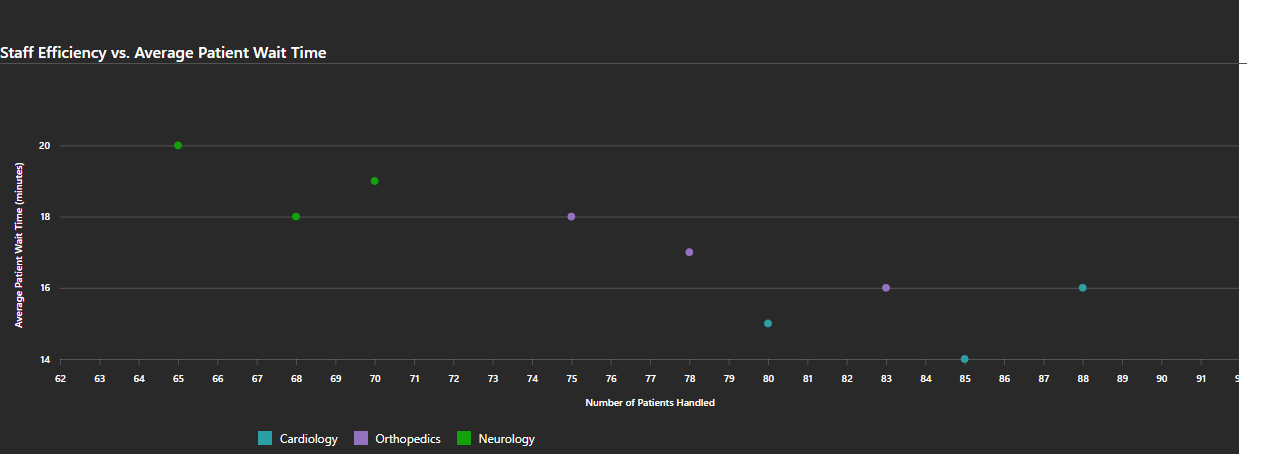 Staff Efficiency vs. Average Patient Wait Time
Average Patient Wait Time (minutes)
20
18
16
14
62 63 64 65 66 67 68 69 70 71 72 73 74 75 76 77 78 79 80 81 82 83 84 85 86 87 88 89 90 91
Number of Patients Handled
Cardiology Orthopedics Neurology